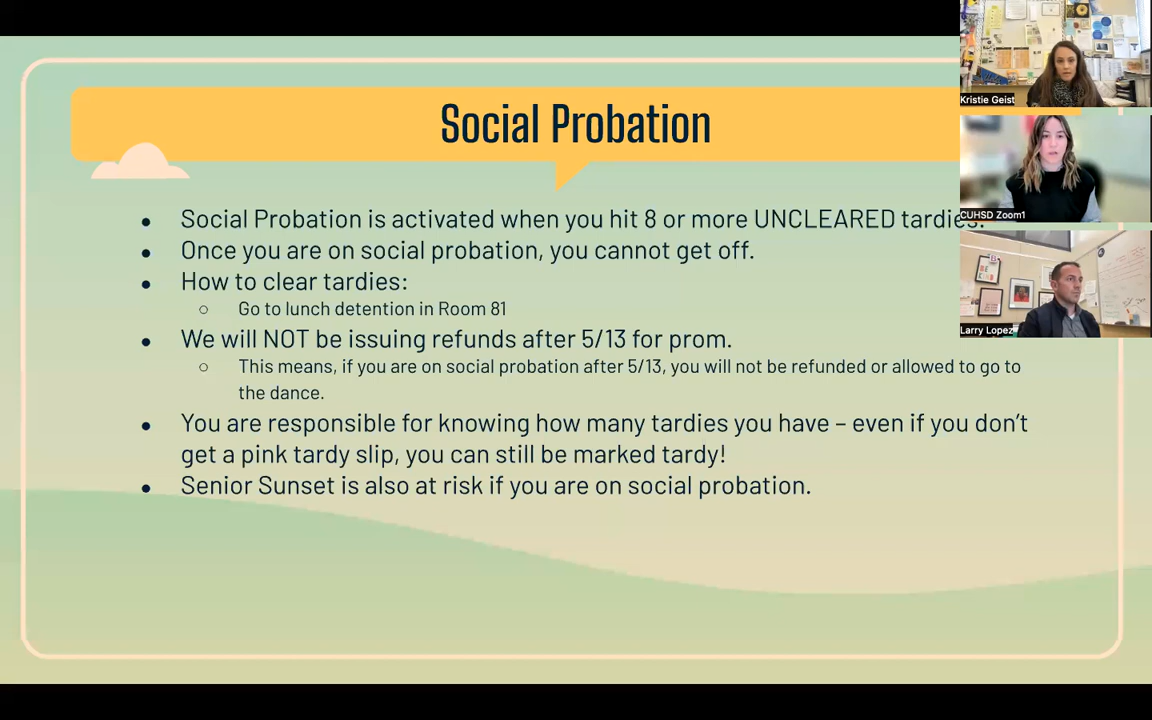 Social Probation
Kristie Geist
CUHSD Zoom1
Larry Lopez
● Social Probation is activated when you hit 8 or more UNCLEARED tardies.
● Once you are on social probation, you cannot get off.
● How to clear tardies:
○ Go to lunch detention in Room 81
● We will NOT be issuing refunds after 5/13 for prom.
○ This means, if you are on social probation after 5/13, you will not be refunded or allowed to go to
the dance.
● You are responsible for knowing how many tardies you have – even if you don’t
get a pink tardy slip, you can still be marked tardy!
● Senior Sunset is also at risk if you are on social probation.